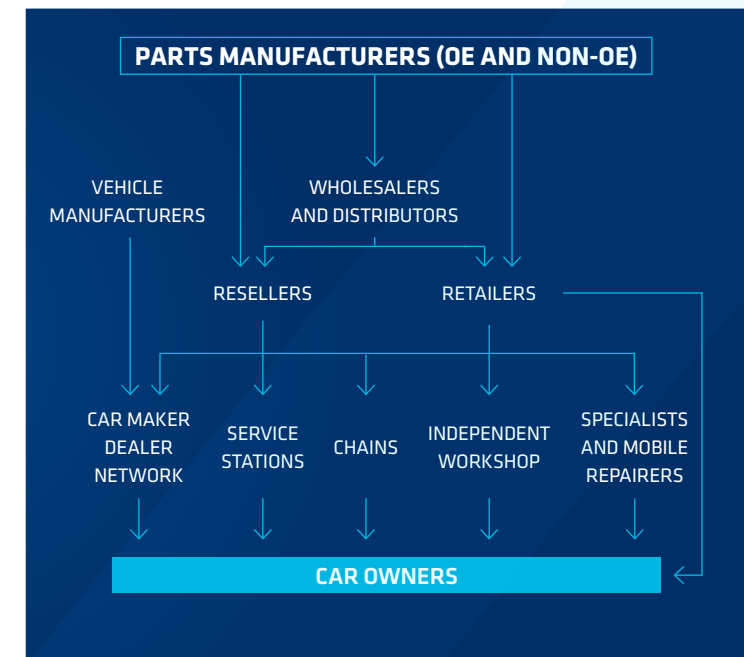 PARTS MANUFACTURERS (OE AND NON-OE)
VEHICLE
MANUFACTURERS
WHOLESALERS
AND DISTRIBUTORS
RESELLERS
RETAILERS
CAR MAKER
DEALER
NETWORK
SERVICE
STATIONS
CHAINS
INDEPENDENT
WORKSHOP
SPECIALISTS
AND MOBILE
REPAIRERS
CAR OWNERS